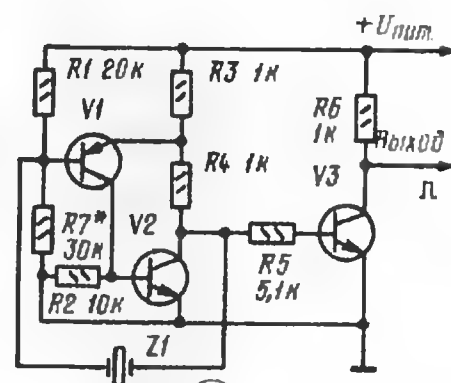 + Uпит.
R1 20к
R3 1к
V1
R6
1к
Выход
R4 1к
V3
R7*
30к
V2
R5
5,1к
R2 10к
Z1